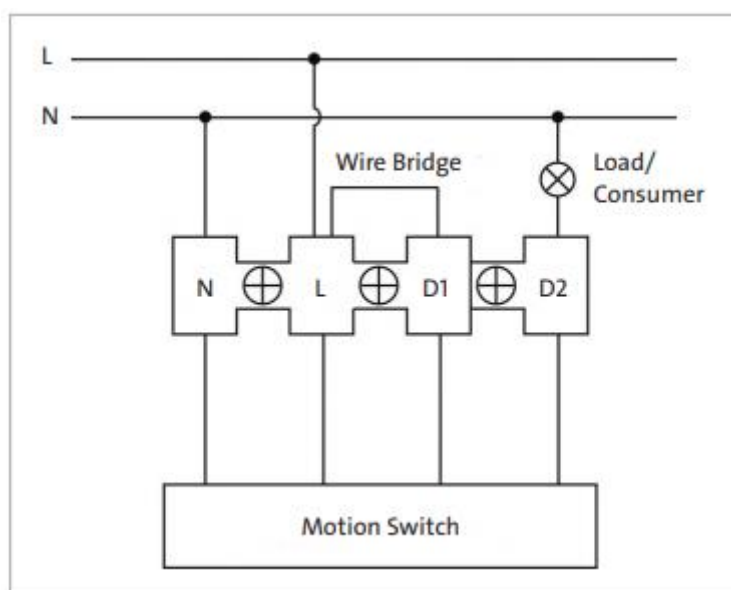 L
N
Wire Bridge
Load/
Consumer
N
L
D1
D2
Motion Switch